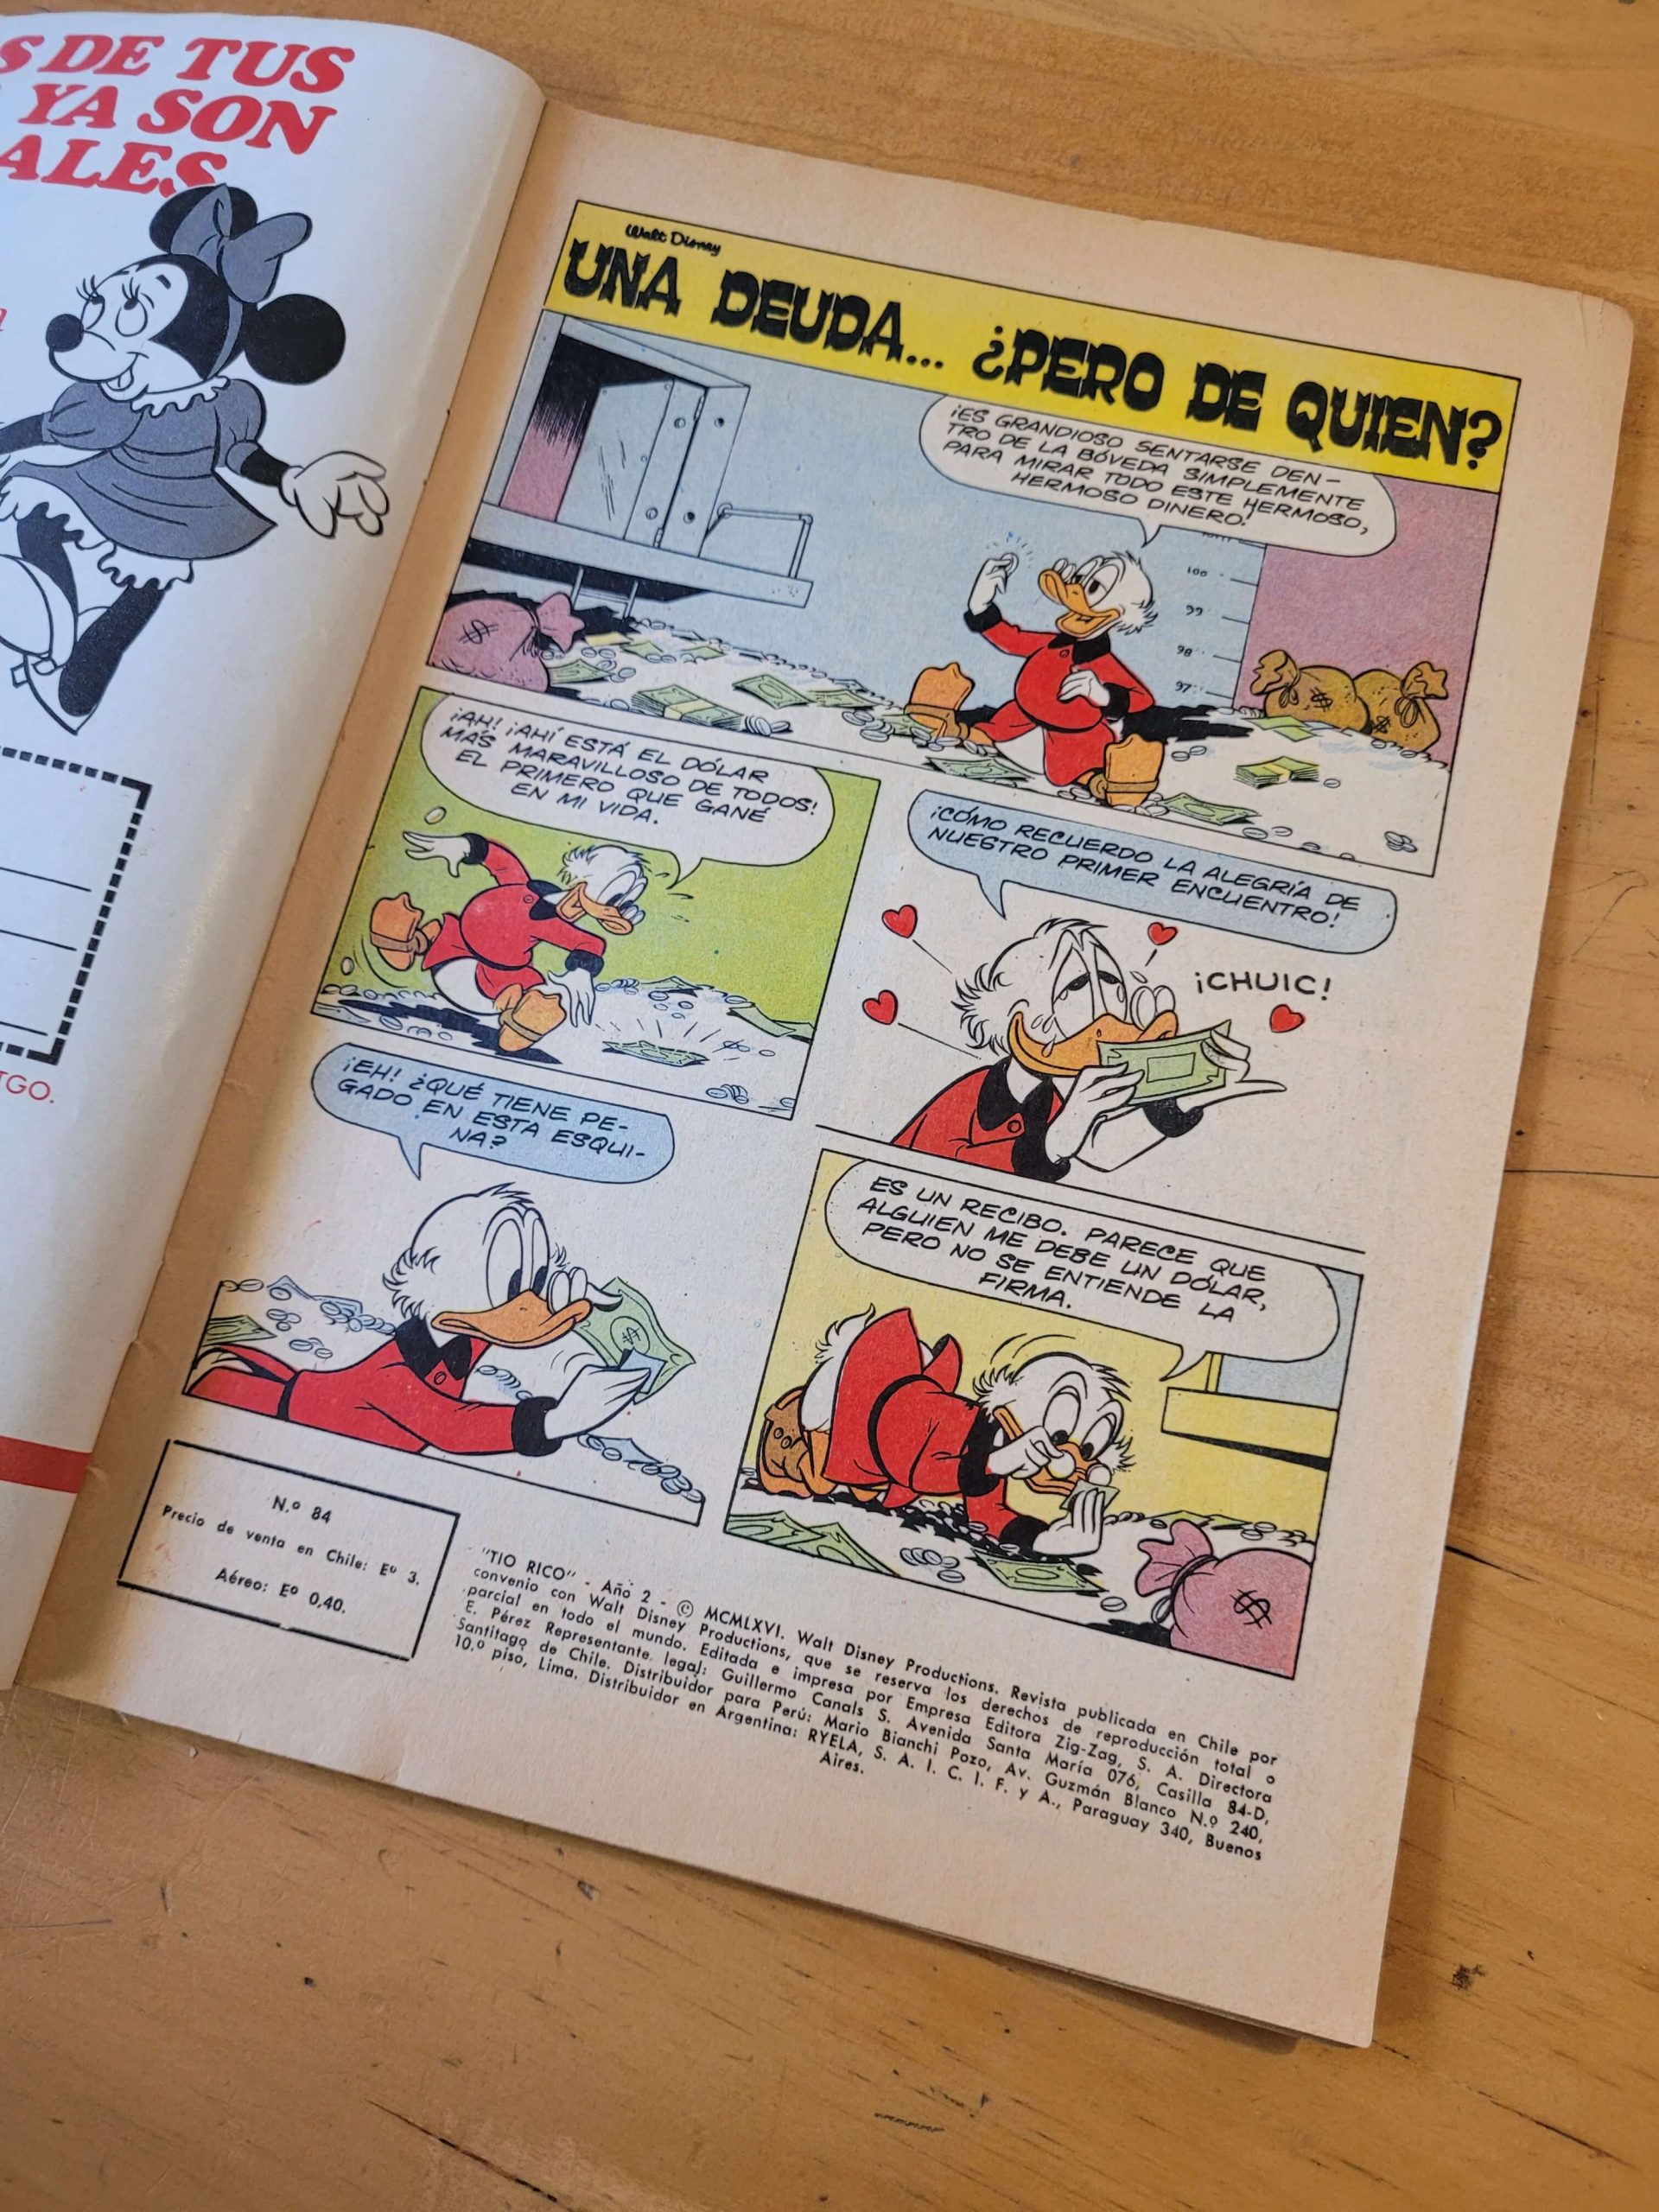 DE TUS
YA SON
TGO.
Walt Disney
UNA DEUDA... ¿PERO DE QUIEN?
¡ES GRANDIOSO SENTARSE DEN-
TRO DE LA BÓVEDA SIMPLEMENTE
PARA MIRAR TODO ESTE HERMOSO,
HERMOSO DINERO!
100
99
98
97
$
$
$
¡AH! ¡AHÍ ESTÁ EL DÓLAR
MÁS MARAVILLOSO DE TODOS!
EL PRIMERO QUE GANÉ
EN MI VIDA.
¡CÓMO RECUERDO LA ALEGRÍA DE
NUESTRO PRIMER ENCUENTRO!
¡CHUIC!
¡EH! ¿QUÉ TIENE PE-
GADO EN ESTA ESQUI-
NA?
$
ES UN RECIBO. PARECE QUE
ALGUIEN ME DEBE UN DÓLAR,
PERO NO SE ENTIENDE LA
FIRMA.
$
N.º 84
Precio de venta en Chile: Eº 3.
Aéreo: Eº 0,40.
"TIO RICO" - Año 2 - © MCMLXVI. Walt Disney Productions. Revista publicada en Chile por
convenio con Walt Disney Productions, que se reserva los derechos de reproducción total o
parcial en todo el mundo. Editada e impresa por Empresa Editora Zig-Zag, S. A. Directora
E. Pérez Representante legal: Guillermo Canals S. Avenida Santa María 076, Casilla 84-D,
Santitago de Chile. Distribuidor para Perú: Mario Bianchi Pozo, Av. Guzmán Blanco N.º 240,
10.º piso, Lima. Distribuidor en Argentina: RYELA, S. A. I. C. I. F. y A., Paraguay 340, Buenos
Aires.